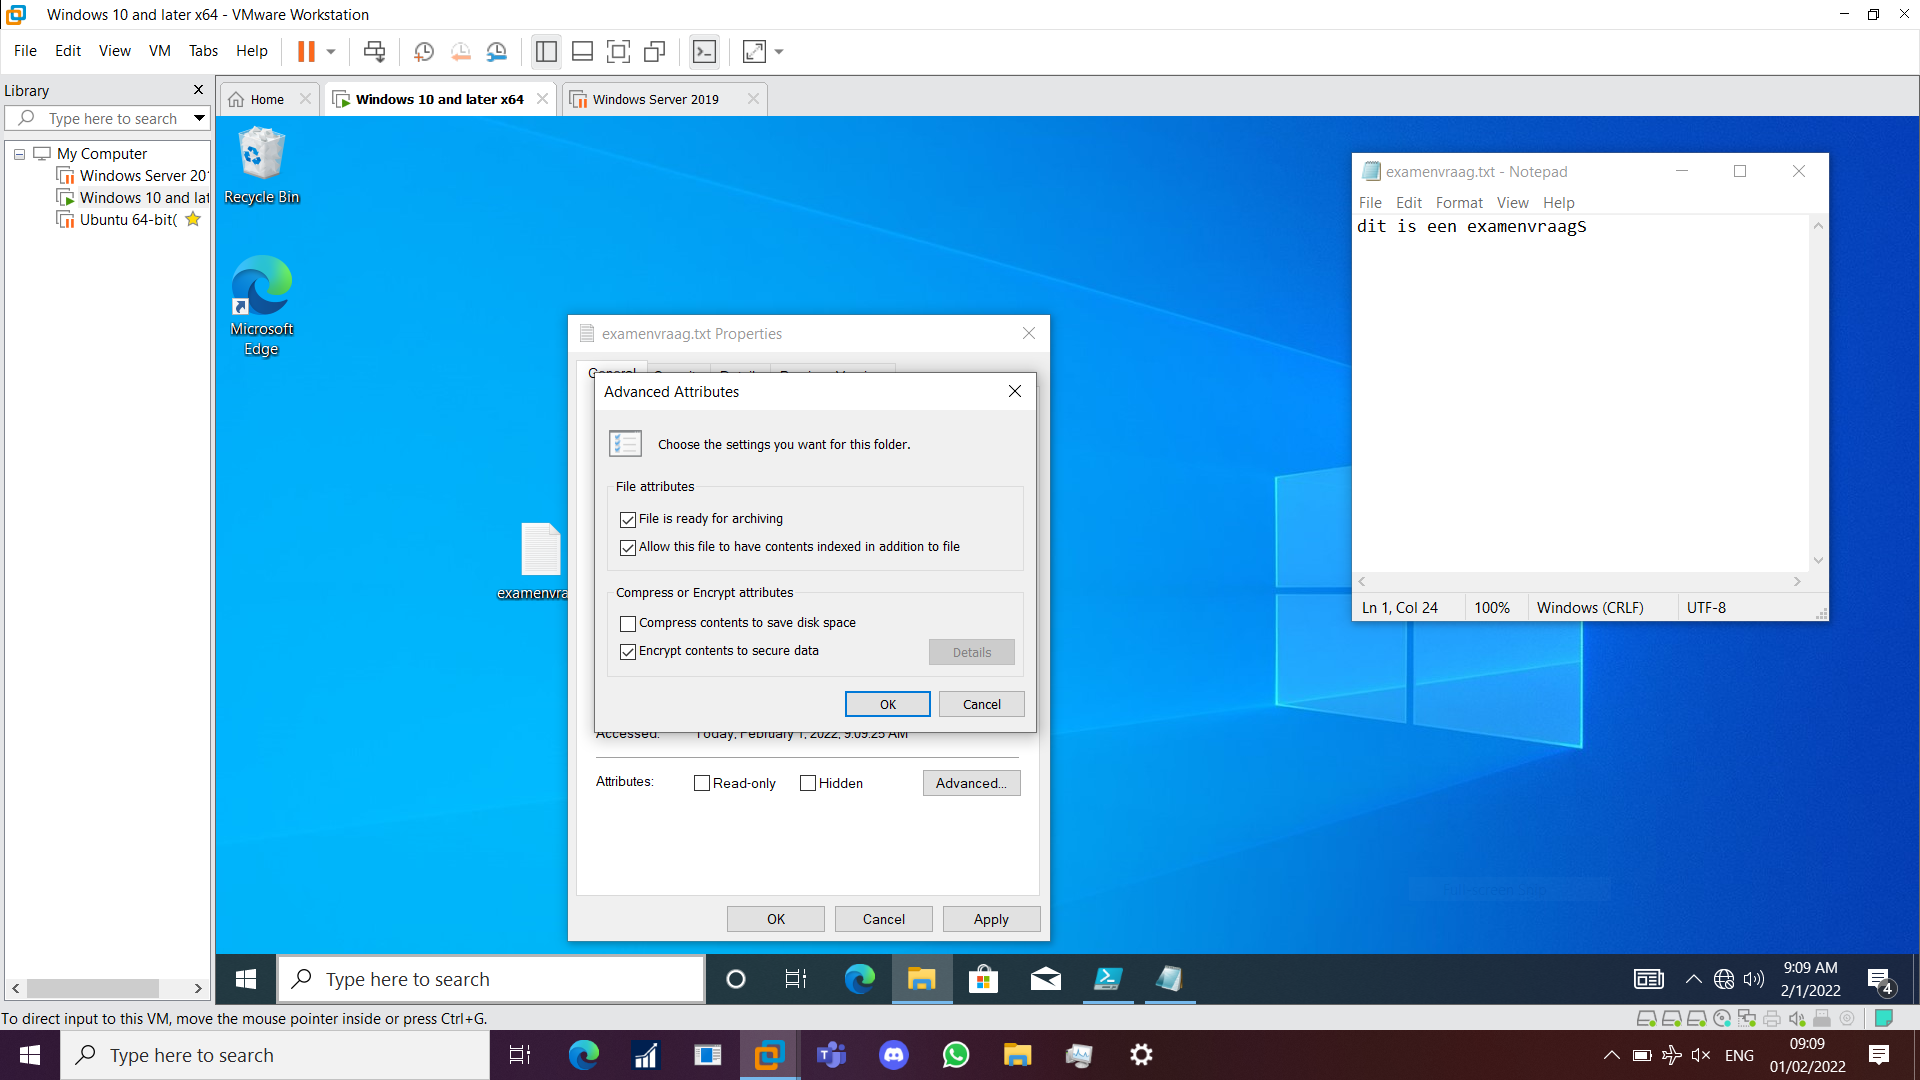 Windows 10 and later x64 - VMware Workstation
File Edit View VM Tabs Help
Library
Type here to search
Home
Windows 10 and later x64
Windows Server 2019
My Computer
Windows Server 201
Windows 10 and lat
Ubuntu 64-bit(
Recycle Bin
Microsoft
Edge
examenvraag.txt - Notepad
File Edit Format View Help
dit is een examenvraagS
Ln 1, Col 24 100% Windows (CRLF) UTF-8
examenvra
examenvraag.txt Properties
General
Advanced Attributes
Choose the settings you want for this folder.
File attributes
File is ready for archiving
Allow this file to have contents indexed in addition to file
Compress or Encrypt attributes
Compress contents to save disk space
Encrypt contents to secure data
Details
OK Cancel
Accessed: Today, February 1, 2022, 9:09:25 AM
Attributes: Read-only Hidden Advanced...
OK Cancel Apply
Type here to search
9:09 AM
2/1/2022
4
To direct input to this VM, move the mouse pointer inside or press Ctrl+G.
Type here to search
ENG
09:09
01/02/2022